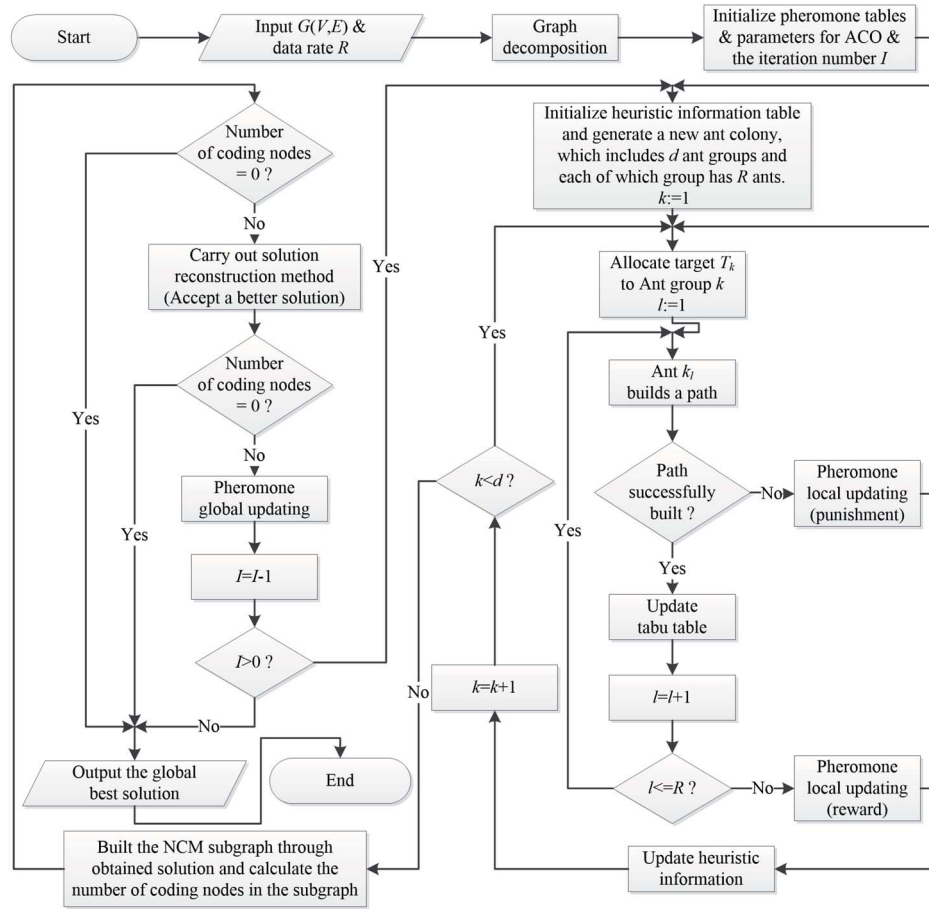 Start
Input G(V,E) &
data rate R
Graph
decomposition
Initialize pheromone tables
& parameters for ACO &
the iteration number I
Number
of coding nodes
= 0 ?
Yes
No
Carry out solution
reconstruction method
(Accept a better solution)
Number
of coding nodes
= 0 ?
Yes
No
Pheromone
global updating
I=I-1
I>0 ?
Yes
No
Output the global
best solution
End
Built the NCM subgraph through
obtained solution and calculate the
number of coding nodes in the subgraph
Initialize heuristic information table
and generate a new ant colony,
which includes d ant groups and
each of which group has R ants.
k:=1
Allocate target Tk
to Ant group k
l:=1
Ant kl
builds a path
Path
successfully
built ?
No
Pheromone
local updating
(punishment)
Yes
Update
tabu table
l=l+1
l<=R ?
Yes
No
Pheromone
local updating
(reward)
Update heuristic
information
k=k+1
k<d ?
Yes
No